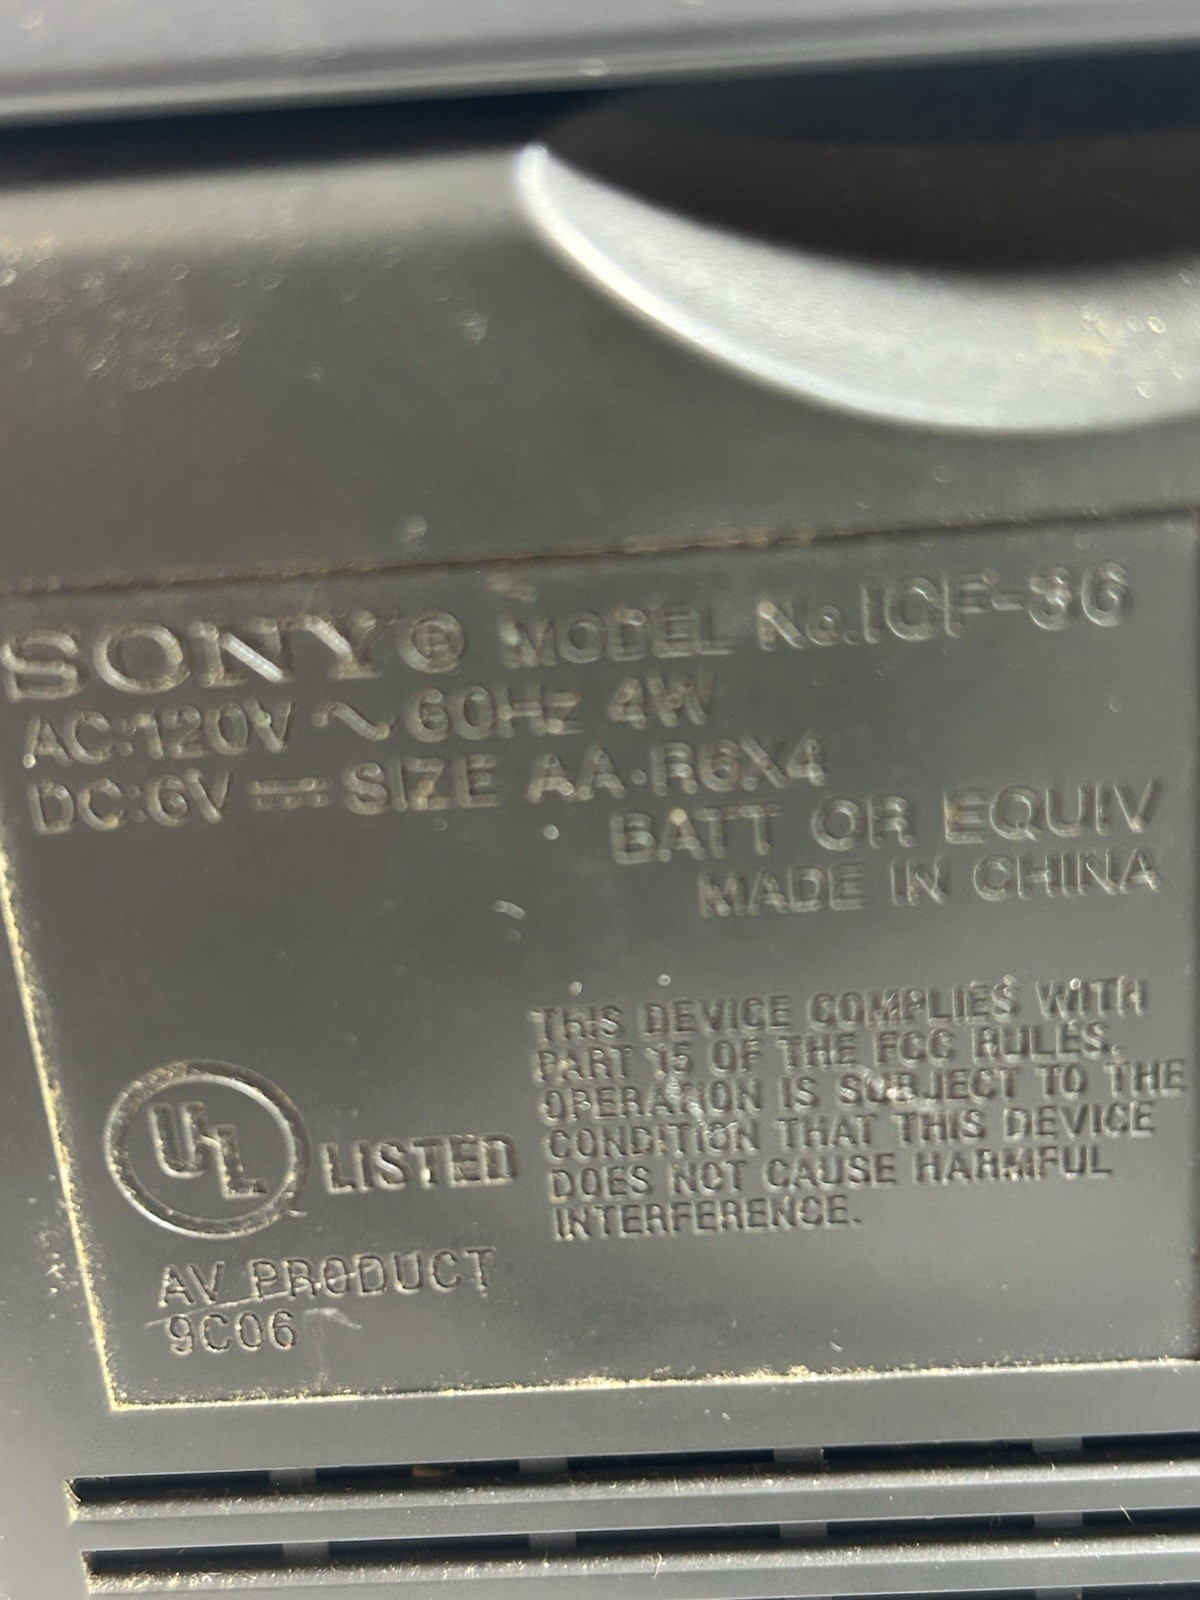 SONY® MODEL No. ICF-36
AC:120V ~ 60Hz 4W
DC:6V ⎓ SIZE AA·R6X4
BATT OR EQUIV
MADE IN CHINA
THIS DEVICE COMPLIES WITH
PART 15 OF THE FCC RULES.
OPERATION IS SUBJECT TO THE
CONDITION THAT THIS DEVICE
DOES NOT CAUSE HARMFUL
INTERFERENCE.
UL LISTED
AV PRODUCT
9C06